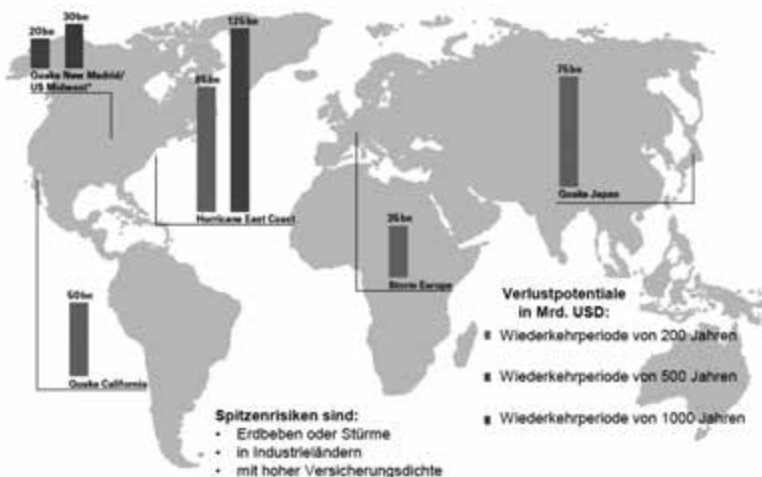 20bn
30bn
Quake New Madrid/
US Midwest*
85bn
125bn
Hurricane East Coast
75bn
Quake Japan
35bn
Storm Europe
50bn
Quake California
Verlustpotentiale
in Mrd. USD:
Wiederkehrperiode von 200 Jahren
Wiederkehrperiode von 500 Jahren
Wiederkehrperiode von 1000 Jahren
Spitzenrisiken sind:
• Erdbeben oder Stürme
• in Industrieländern
• mit hoher Versicherungsdichte